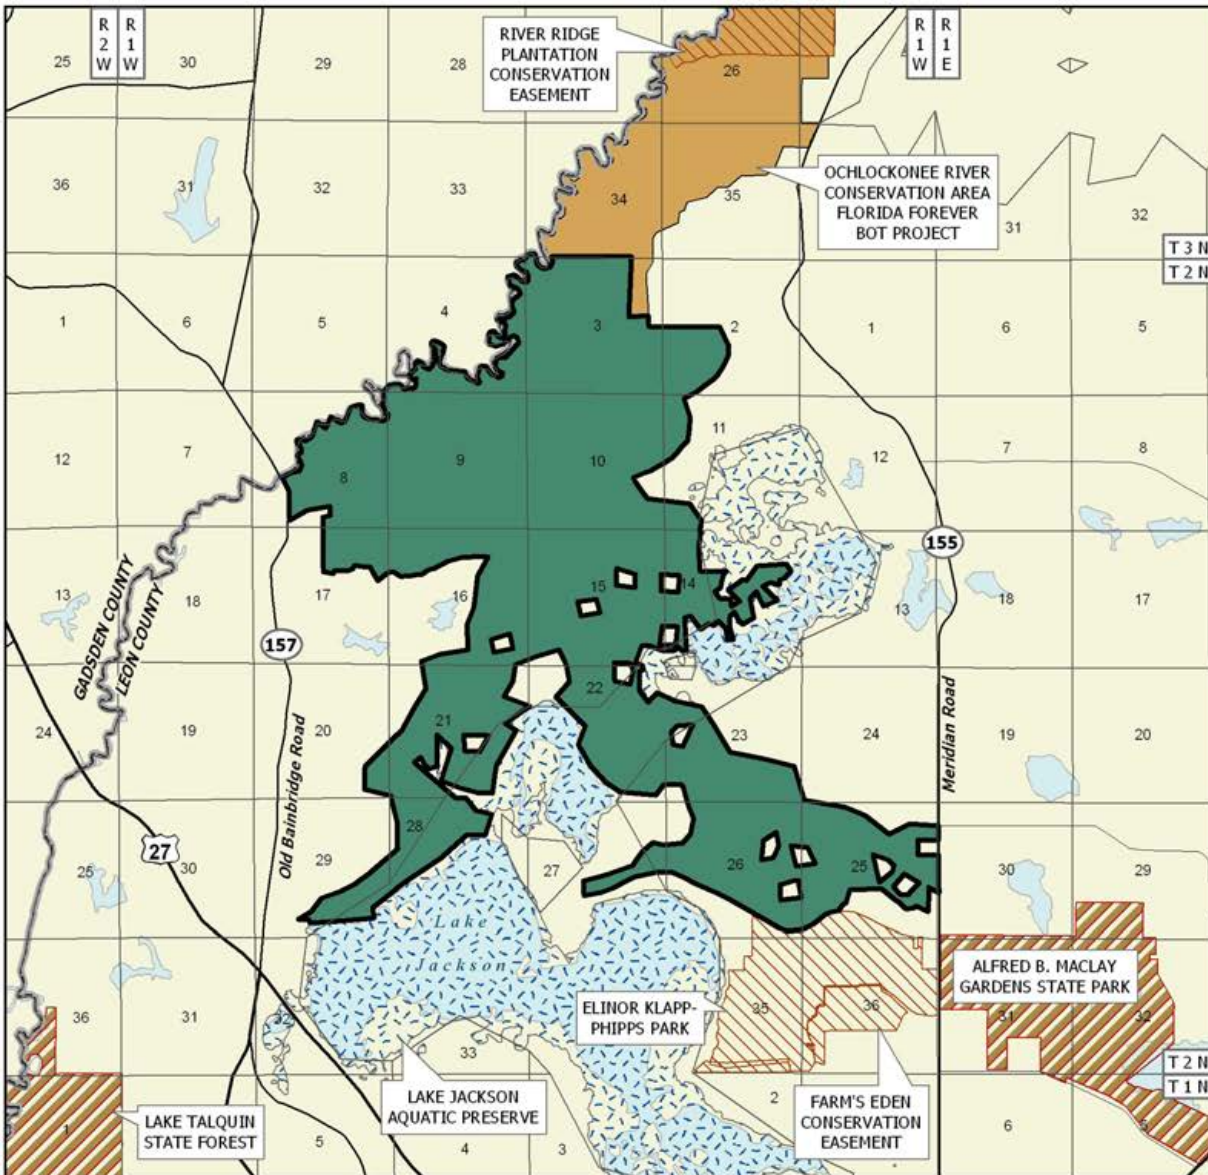 R R
2 1
W W
RIVER RIDGE
PLANTATION
CONSERVATION
EASEMENT
R R
1 1
W E
25 30 29 28 26
OCHLOCKONEE RIVER
CONSERVATION AREA
FLORIDA FOREVER
BOT PROJECT
36 31 32 33 34 35 31 32
T 3 N
T 2 N
1 6 5 4 3 2 1 6 5
12 7 8 9 10 11 12 7 8
155
GADSDEN COUNTY
LEON COUNTY
13 18 17 16 15 14 13 18 17
157
24 19 20 21 22 23 24 19 20
Old Bainbridge Road
Meridian Road
27
25 30 29 28 27 26 25 30 29
Lake
Jackson
ALFRED B. MACLAY
GARDENS STATE PARK
ELINOR KLAPP-
PHIPPS PARK
36 31 32 33 35 36 31 32
T 2 N
T 1 N
LAKE TALQUIN
STATE FOREST
LAKE JACKSON
AQUATIC PRESERVE
FARM'S EDEN
CONSERVATION
EASEMENT
1 5 4 3 2 6 5